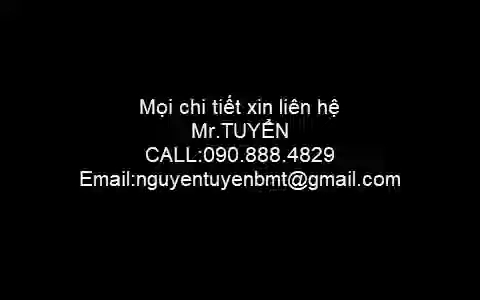 Mọi chi tiết xin liên hệ
Mr.TUYỂN
CALL:090.888.4829
Email:nguyentuyenbmt@gmail.com